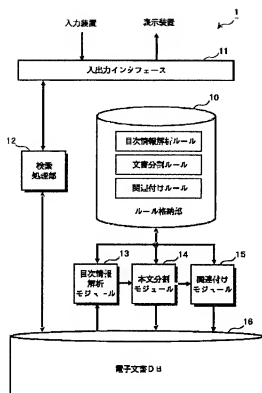 1
入力装置
表示装置
11
入出力インタフェース
10
12
検索
処理部
目次情報解析ルール
文書分割ルール
関連付けルール
ルール格納部
13
14
15
目次情報
解析
モジュール
本文分割
モジュール
関連付け
モジュール
16
電子文書DB